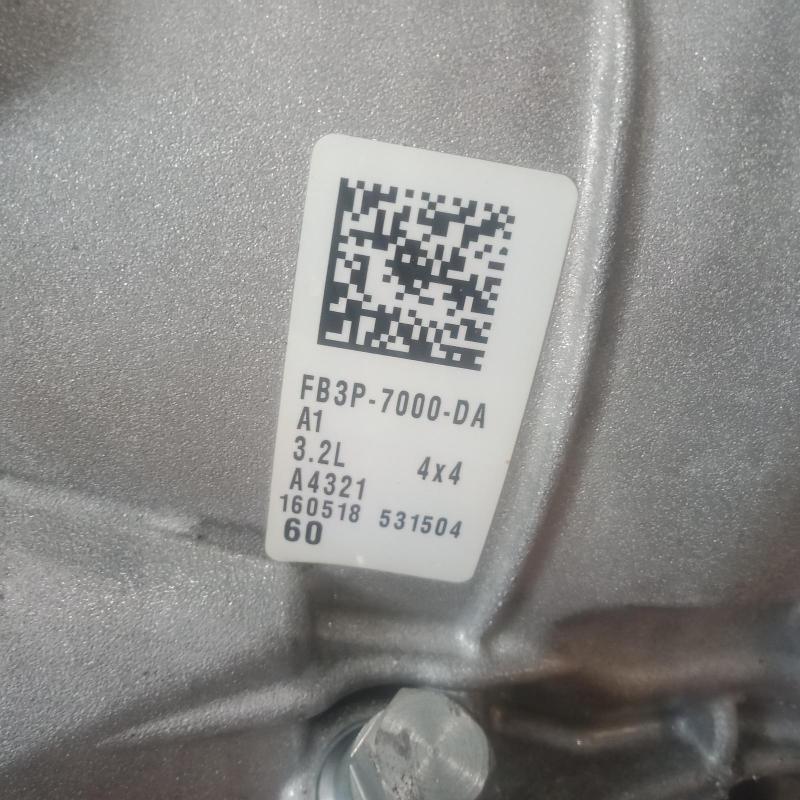 FB3P-7000-DA
A1
3.2L 4x4
A4321
160518 531504
60